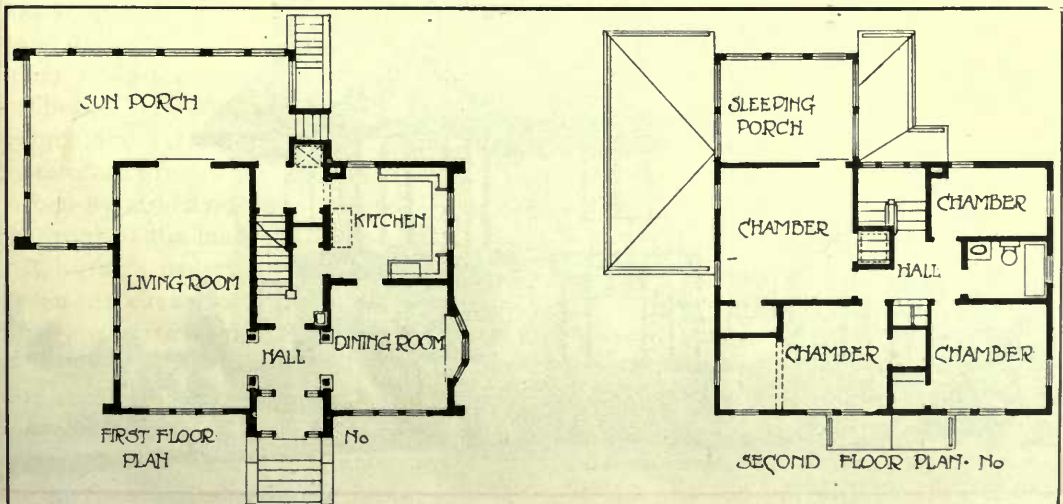 SUN PORCH
KITCHEN
LIVING ROOM
HALL
DINING ROOM
FIRST FLOOR
PLAN
No
SLEEPING
PORCH
CHAMBER
CHAMBER
HALL
CHAMBER
CHAMBER
SECOND FLOOR PLAN. No